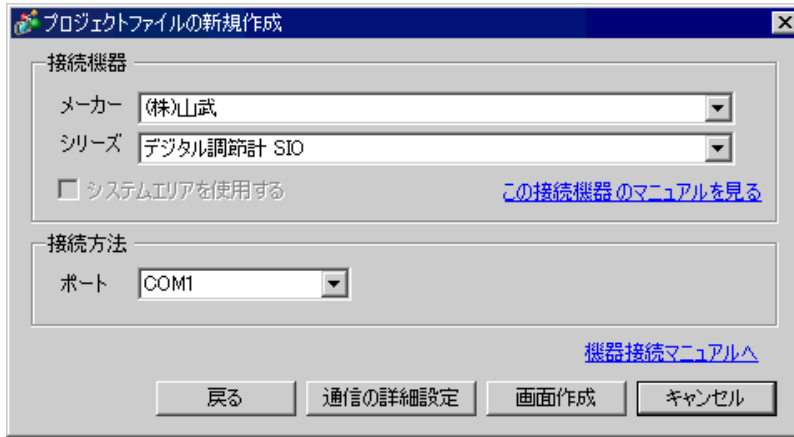 プロジェクトファイルの新規作成
接続機器
メーカー (株)山武
シリーズ デジタル調節計 SIO
システムエリアを使用する この接続機器のマニュアルを見る
接続方法
ポート COM1
機器接続マニュアルへ
戻る 通信の詳細設定 画面作成 キャンセル